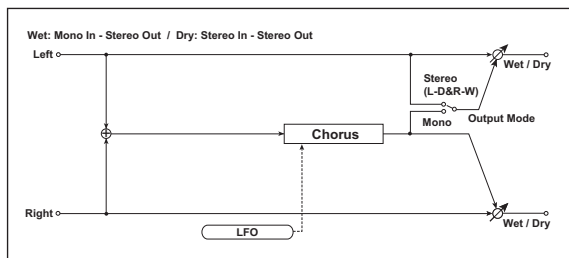 Wet: Mono In - Stereo Out / Dry: Stereo In - Stereo Out
Left
Wet / Dry
Stereo
(L-D&R-W)
Output Mode
Mono
Chorus
Right
Wet / Dry
LFO